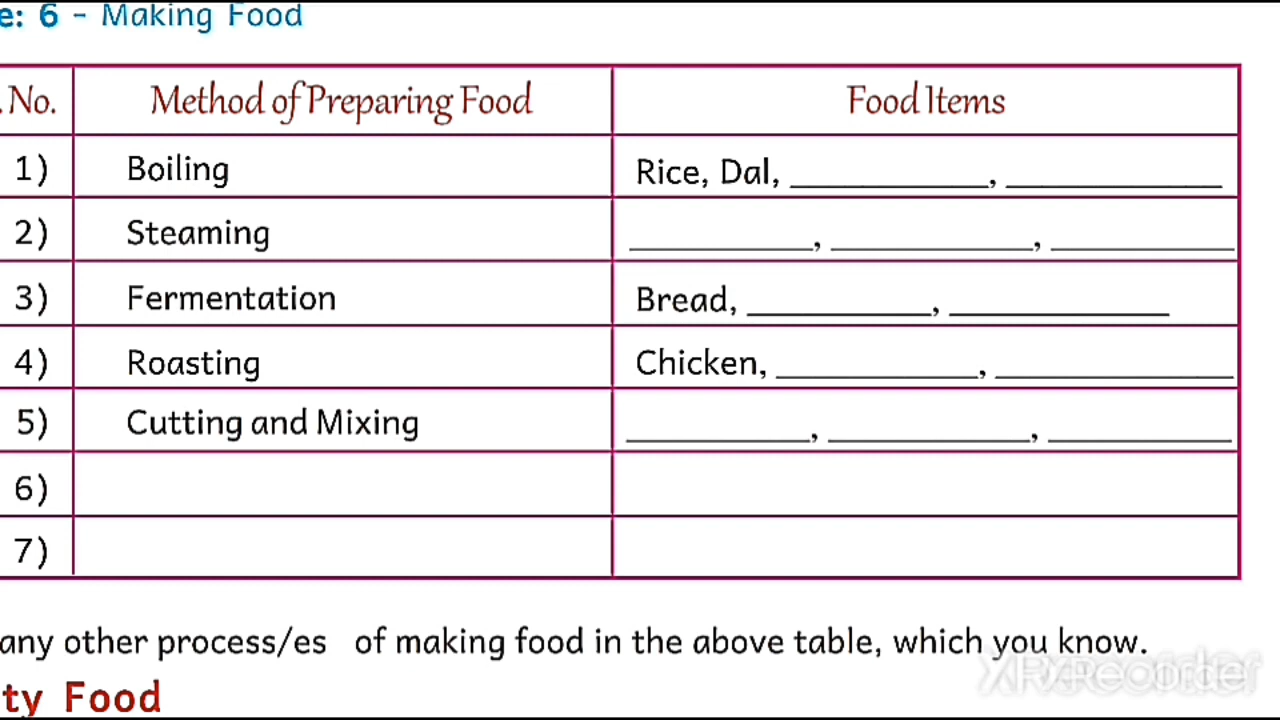 e: 6 - Making Food
. No. Method of Preparing Food Food Items
1) Boiling Rice, Dal, ____________, ____________
2) Steaming ____________, ____________, ____________
3) Fermentation Bread, ____________, ____________
4) Roasting Chicken, ____________, ____________
5) Cutting and Mixing ____________, ____________, ____________
6)
7)
any other process/es of making food in the above table, which you know.
ty Food